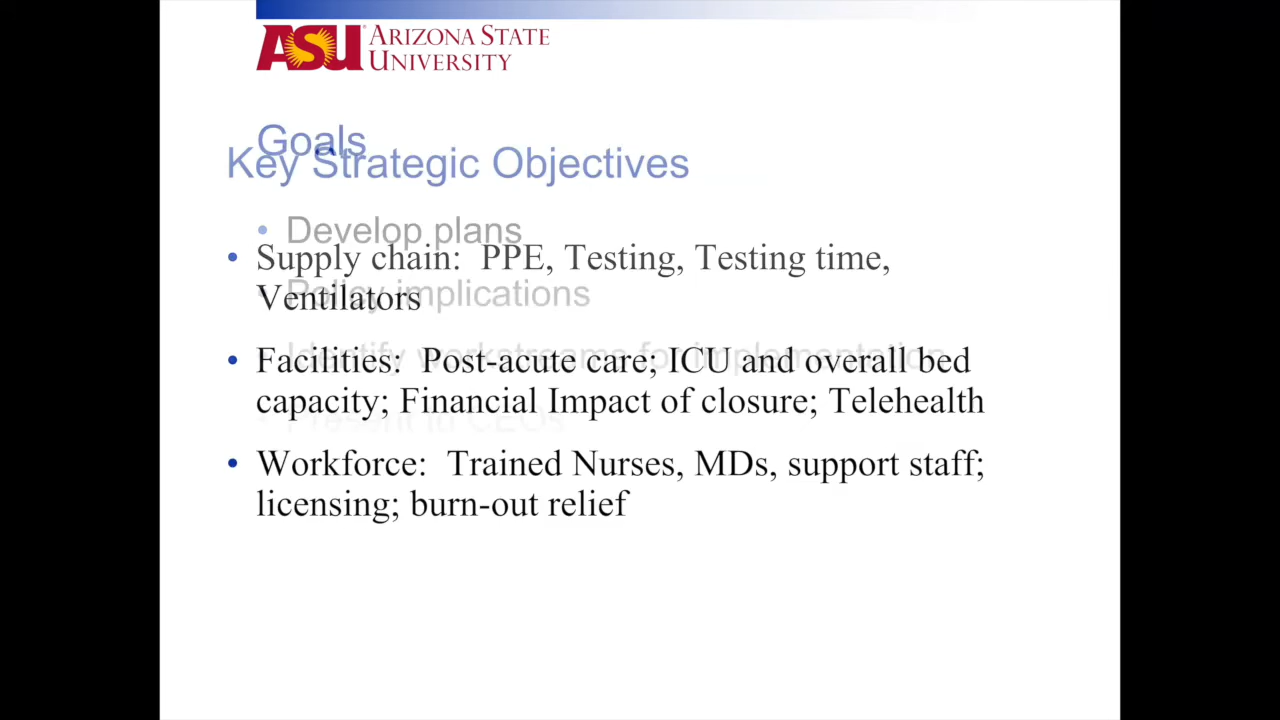 ASU ARIZONA STATE
UNIVERSITY
Goals
Key Strategic Objectives
• Develop plans
• Supply chain: PPE, Testing, Testing time,
Ventilators
• Policy implications
• Facilities: Post-acute care; ICU and overall bed
• Identify workstreams for implementation
capacity; Financial Impact of closure; Telehealth
• Present to CEOs
• Workforce: Trained Nurses, MDs, support staff;
licensing; burn-out relief